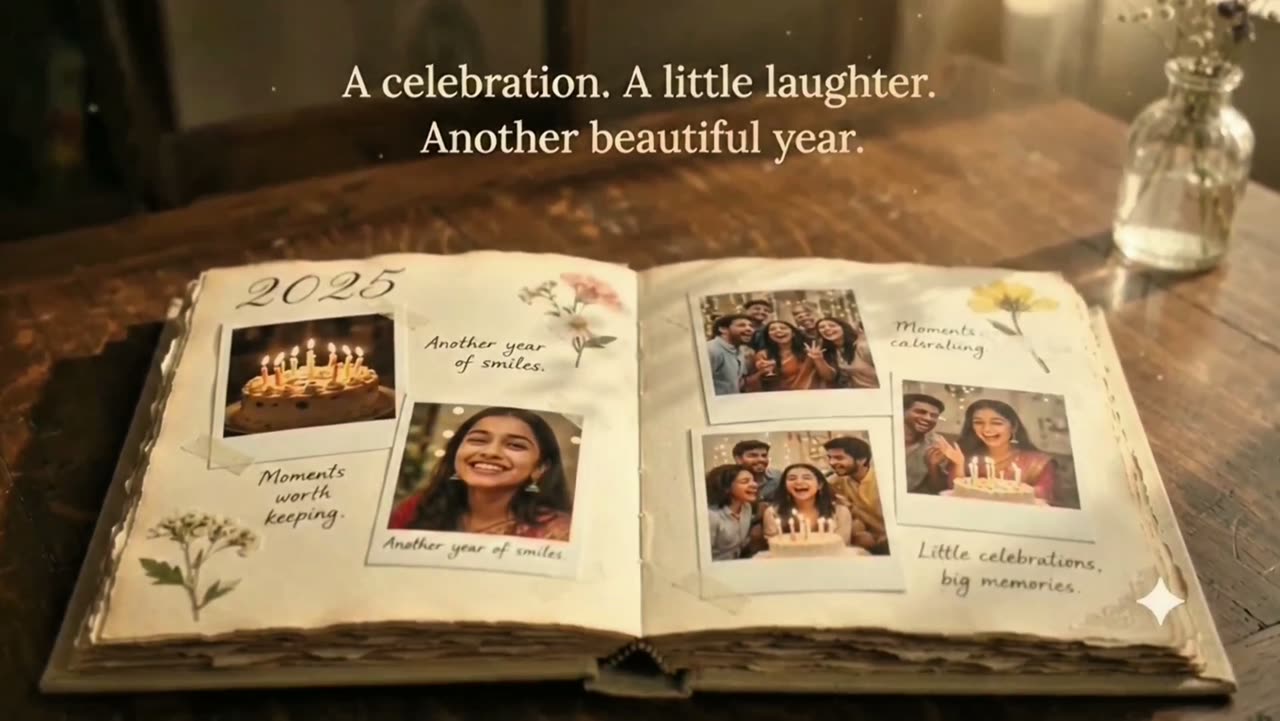 A celebration. A little laughter.
Another beautiful year.
2025
Another year
of smiles.
Moments
worth
keeping.
Another year of smiles.
Moments
Little celebrations,
big memories.